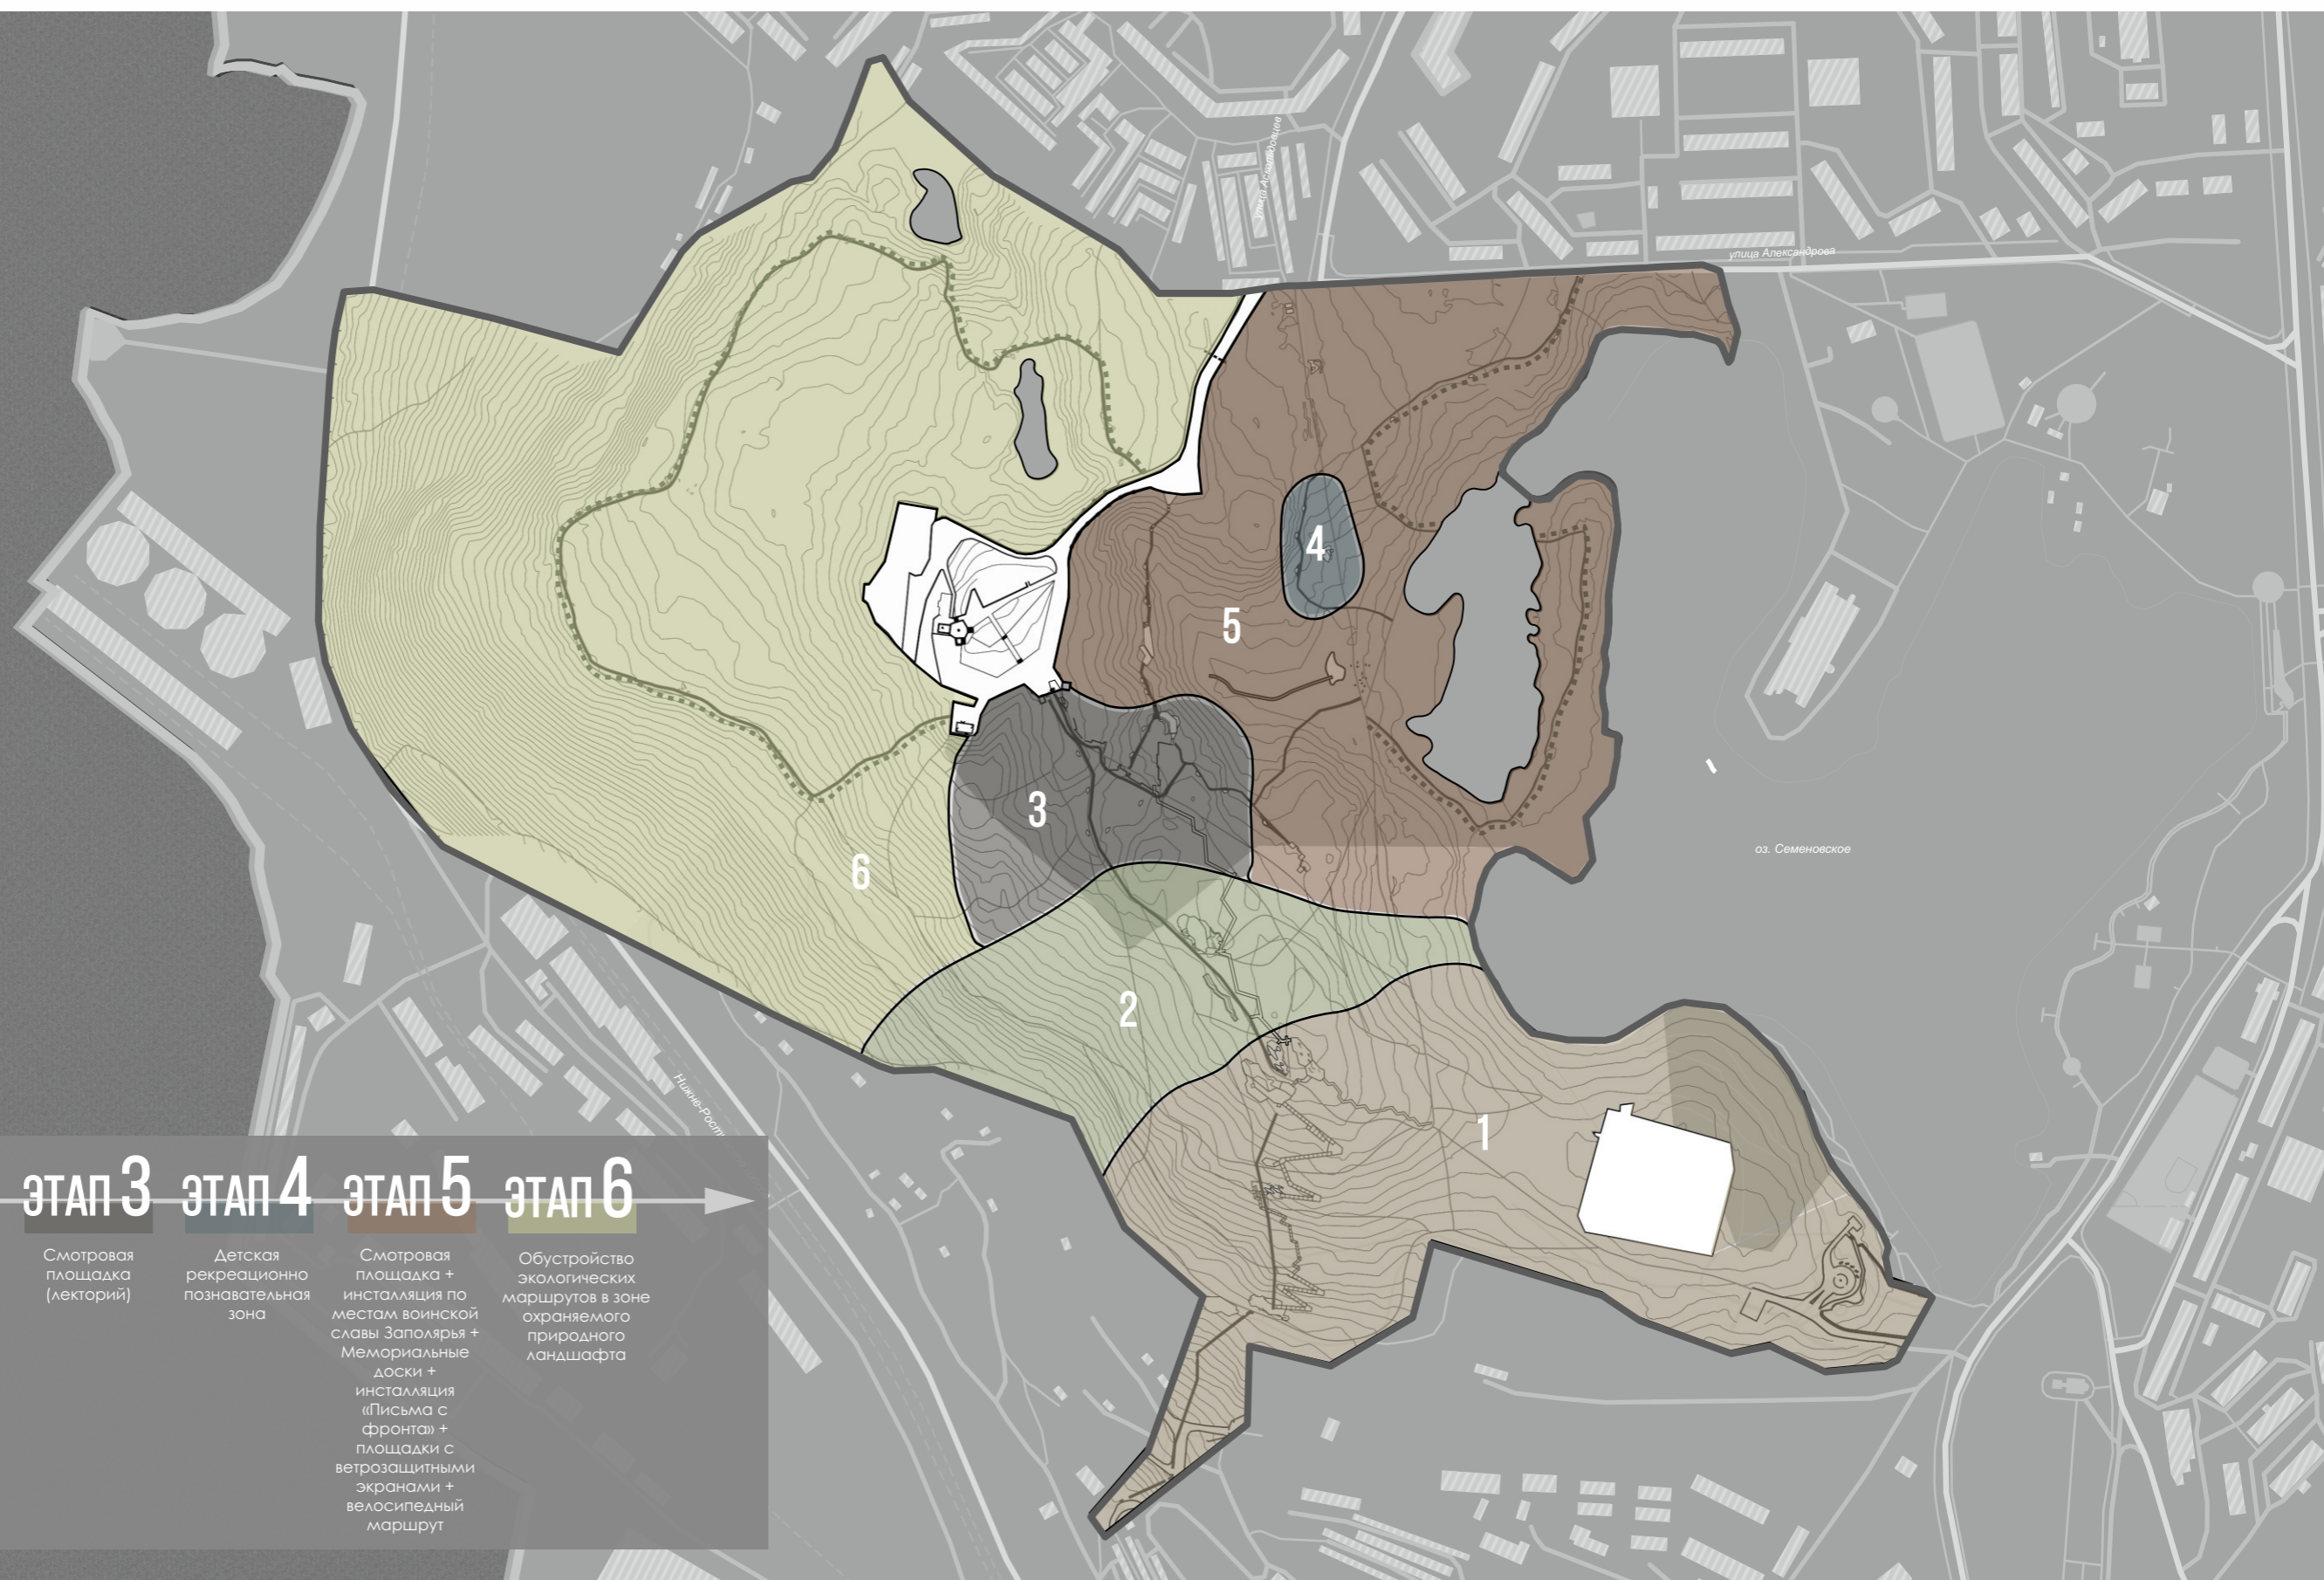 улица Асташковцев
улица Александрова
4
5
3
оз. Семеновское
6
2
1
ЭТАП 3
Смотровая
площадка
(лекторий)
ЭТАП 4
Детская
рекреационно
познавательная
зона
ЭТАП 5
Смотровая
площадка +
инсталляция по
местам воинской
славы Заполярья +
Мемориальные
доски +
инсталляция
«Письма с
фронта» +
площадки с
ветрозащитными
экранами +
велосипедный
маршрут
ЭТАП 6
Обустройство
экологических
маршрутов в зоне
охраняемого
природного
ландшафта